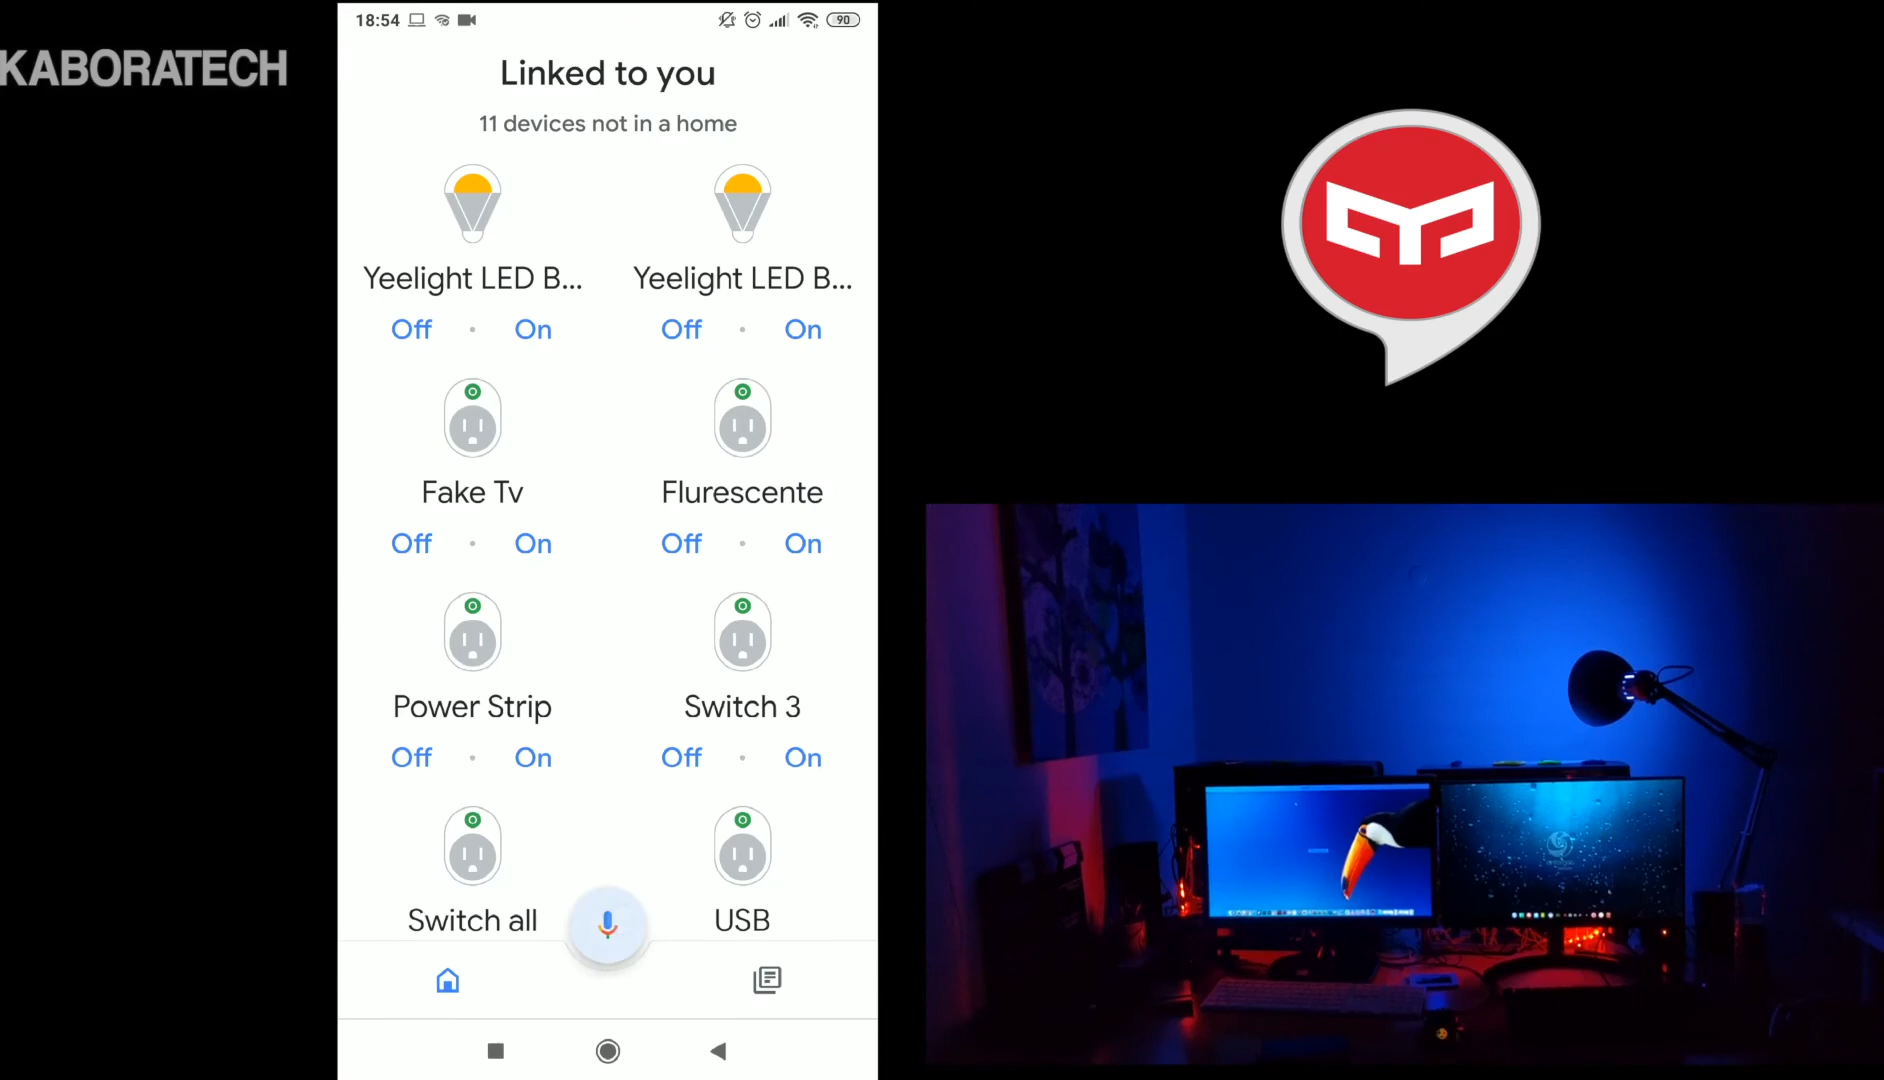 KABORATECH
18:54
90
Linked to you
11 devices not in a home
Yeelight LED B...
Yeelight LED B...
Off • On
Off • On
Fake Tv
Flurescente
Off • On
Off • On
Power Strip
Switch 3
Off • On
Off • On
Switch all
USB